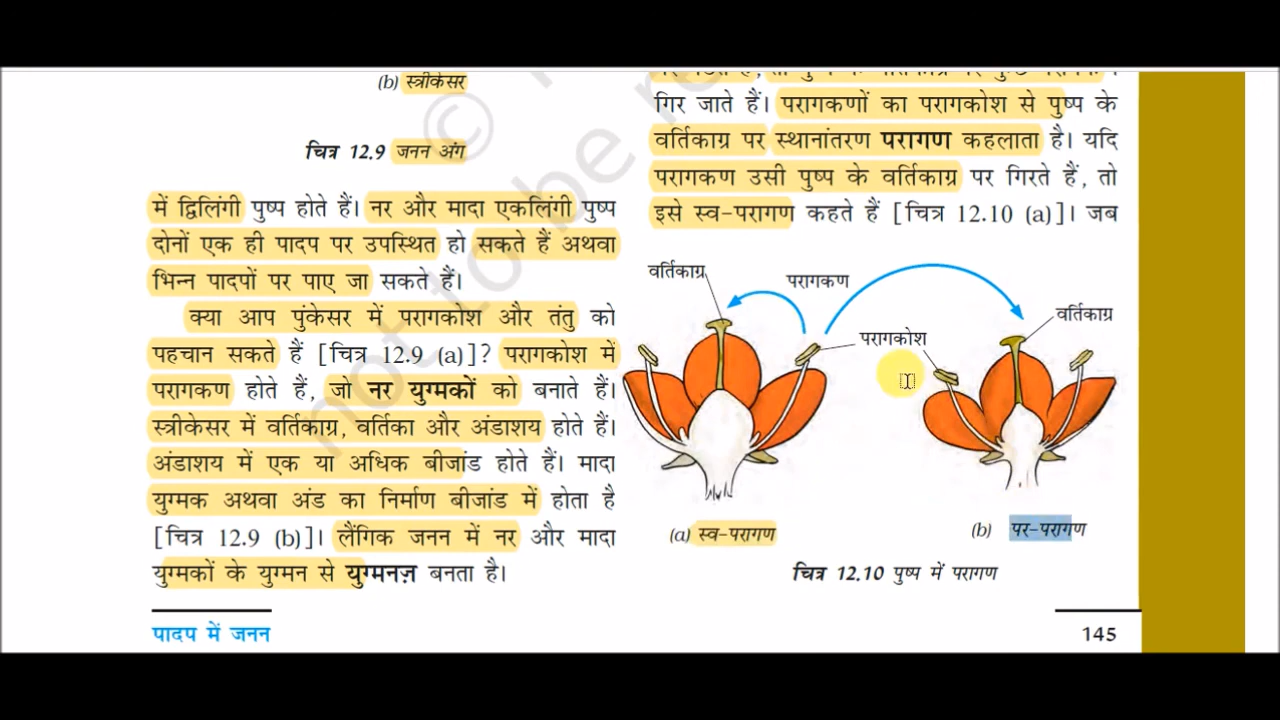 (b) स्त्रीकेसर
चित्र 12.9 जनन अंग
में द्विलिंगी पुष्प होते हैं। नर और मादा एकलिंगी पुष्प
दोनों एक ही पादप पर उपस्थित हो सकते हैं अथवा
भिन्न पादपों पर पाए जा सकते हैं।
क्या आप पुंकेसर में परागकोश और तंतु को
पहचान सकते हैं [चित्र 12.9 (a)]? परागकोश में
परागकण होते हैं, जो नर युग्मकों को बनाते हैं।
स्त्रीकेसर में वर्तिकाग्र, वर्तिका और अंडाशय होते हैं।
अंडाशय में एक या अधिक बीजांड होते हैं। मादा
युग्मक अथवा अंड का निर्माण बीजांड में होता है
[चित्र 12.9 (b)]। लैंगिक जनन में नर और मादा
युग्मकों के युग्मन से युग्मनज़ बनता है।
गिर जाते हैं। परागकणों का परागकोश से पुष्प के
वर्तिकाग्र पर स्थानांतरण परागण कहलाता है। यदि
परागकण उसी पुष्प के वर्तिकाग्र पर गिरते हैं, तो
इसे स्व-परागण कहते हैं [चित्र 12.10 (a)]। जब
वर्तिकाग्र
परागकण
परागकोश
वर्तिकाग्र
(a) स्व-परागण
(b) पर-परागण
चित्र 12.10 पुष्प में परागण
पादप में जनन
145
© 
not to be re